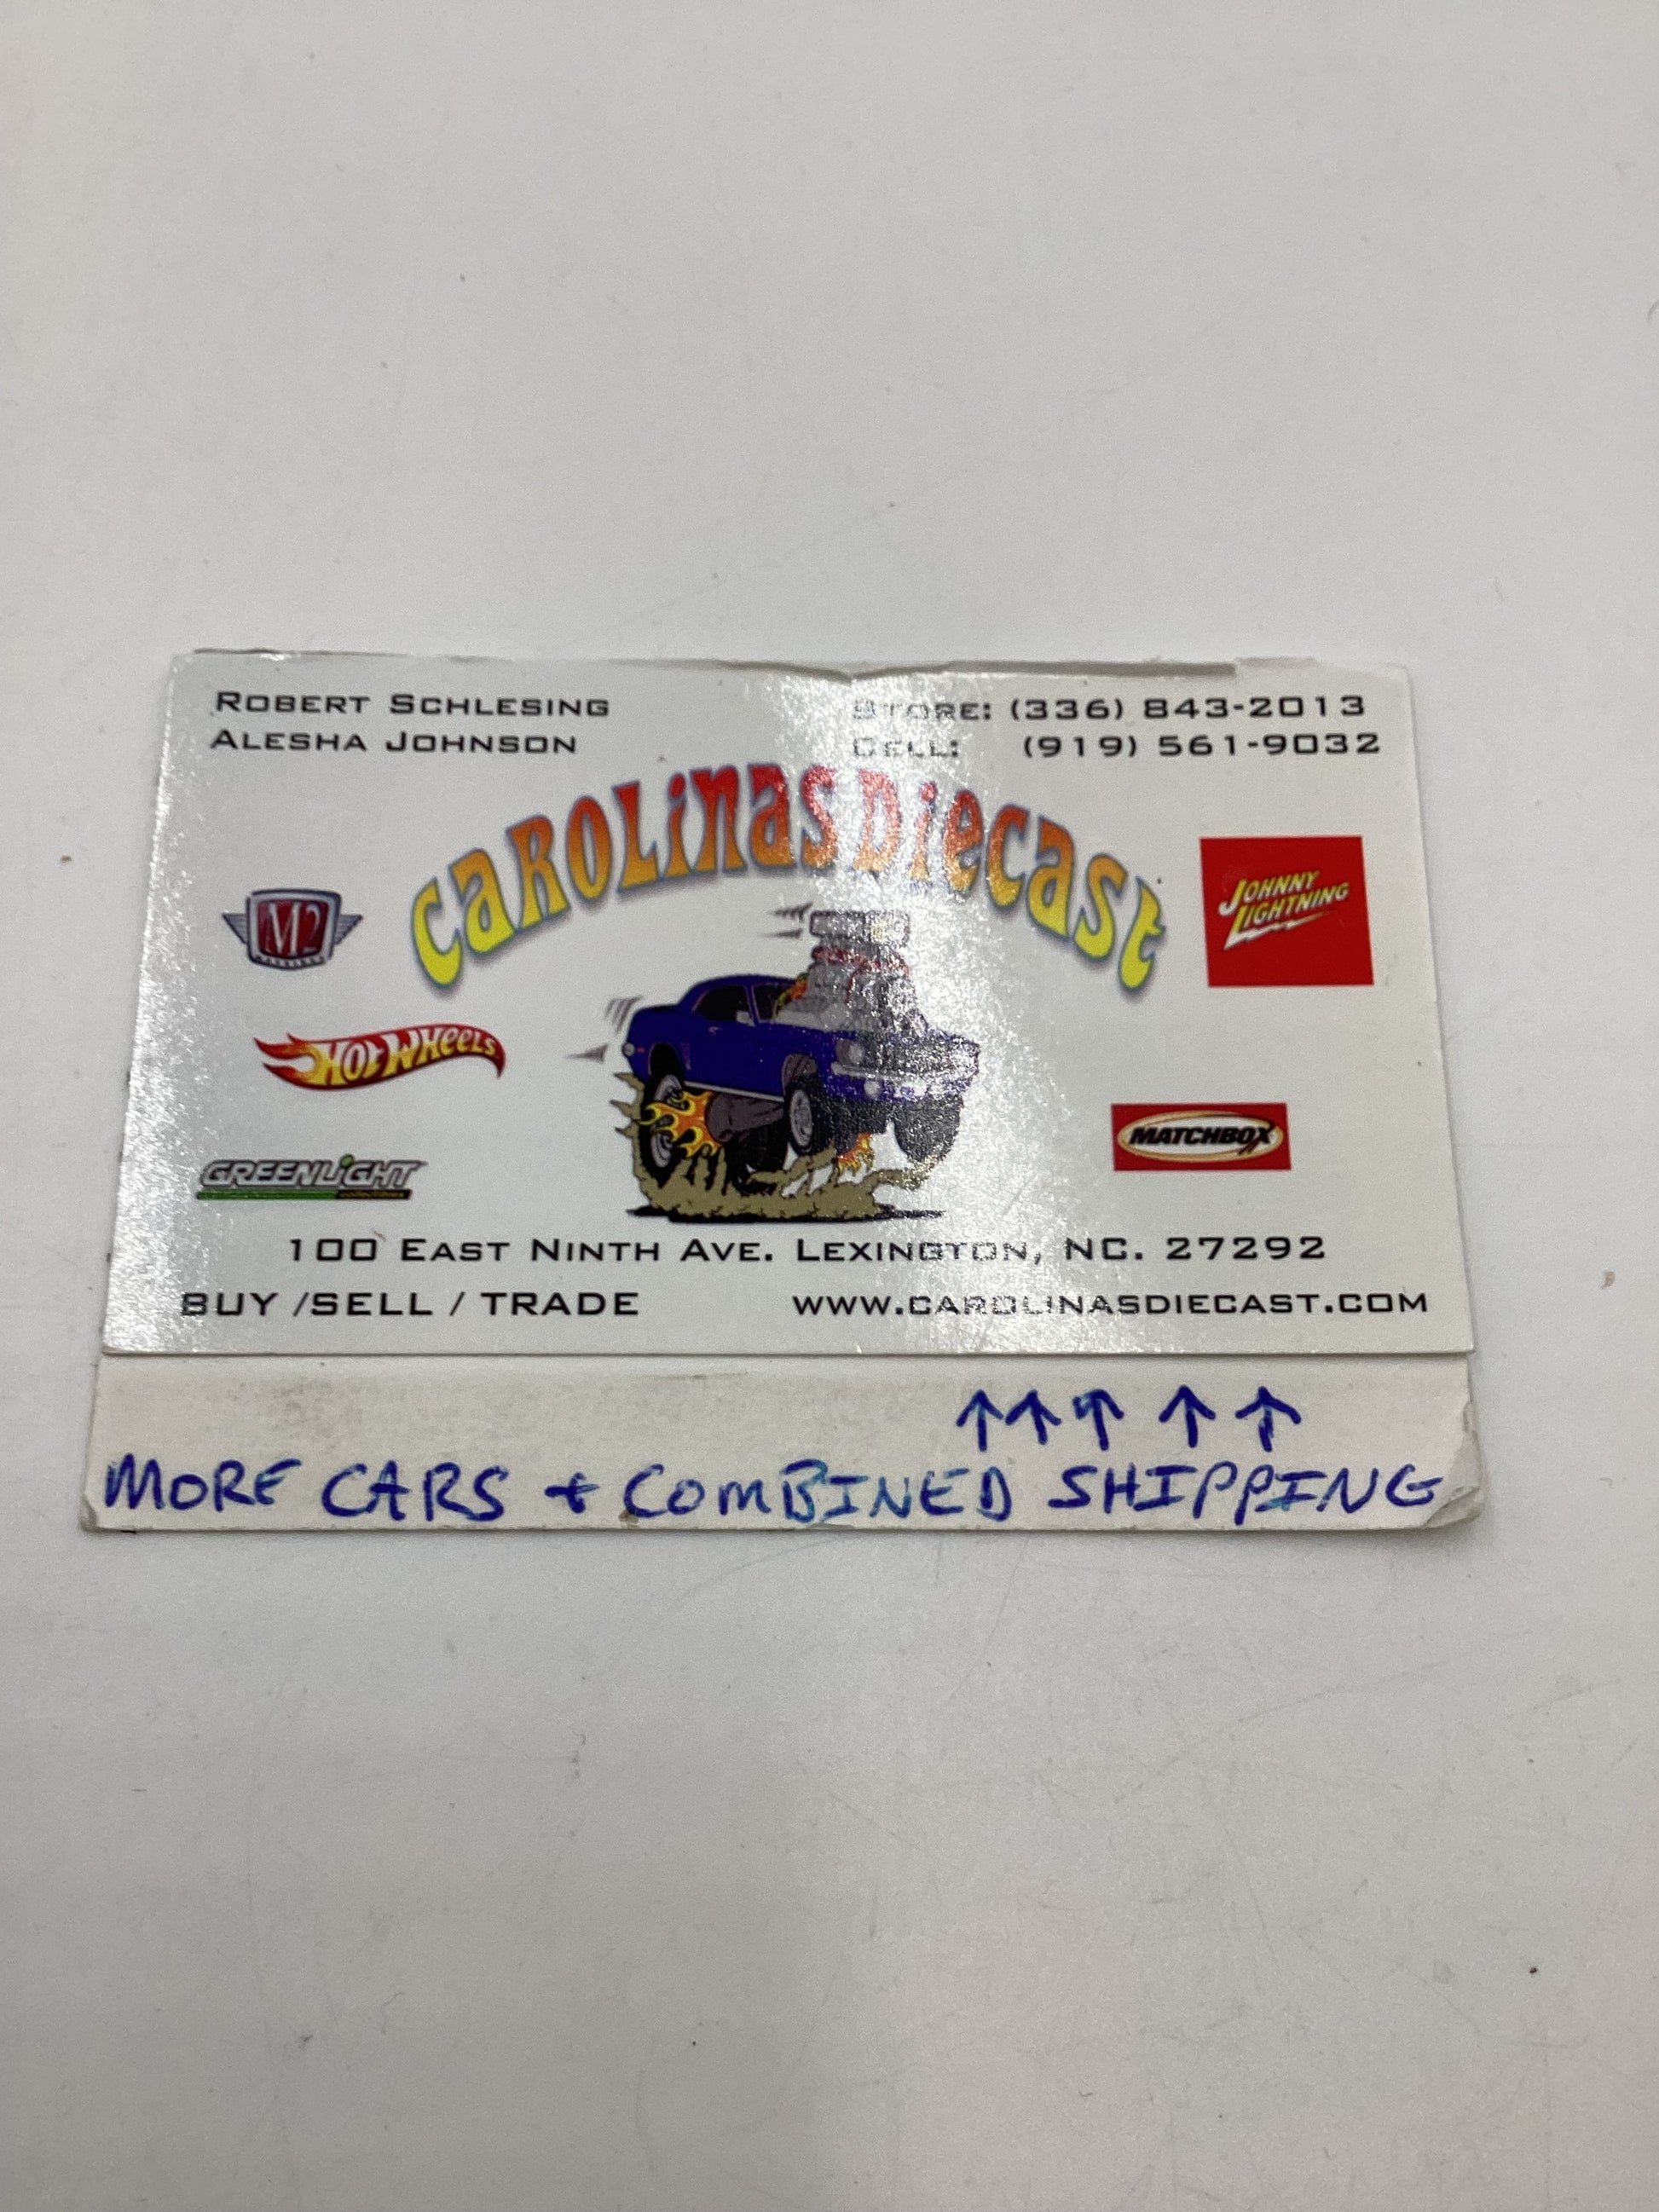 ROBERT SCHLESING
ALESHA JOHNSON
STORE: (336) 843-2013
CELL: (919) 561-9032
CAROLINAS DIECAST
M2
JOHNNY LIGHTNING
HOT WHEELS
MATCHBOX
GREENLIGHT
100 EAST NINTH AVE. LEXINGTON, NC. 27292
BUY /SELL / TRADE
WWW.CAROLINASDIECAST.COM
↑↑↑↑↑
MORE CARS + COMBINED SHIPPING